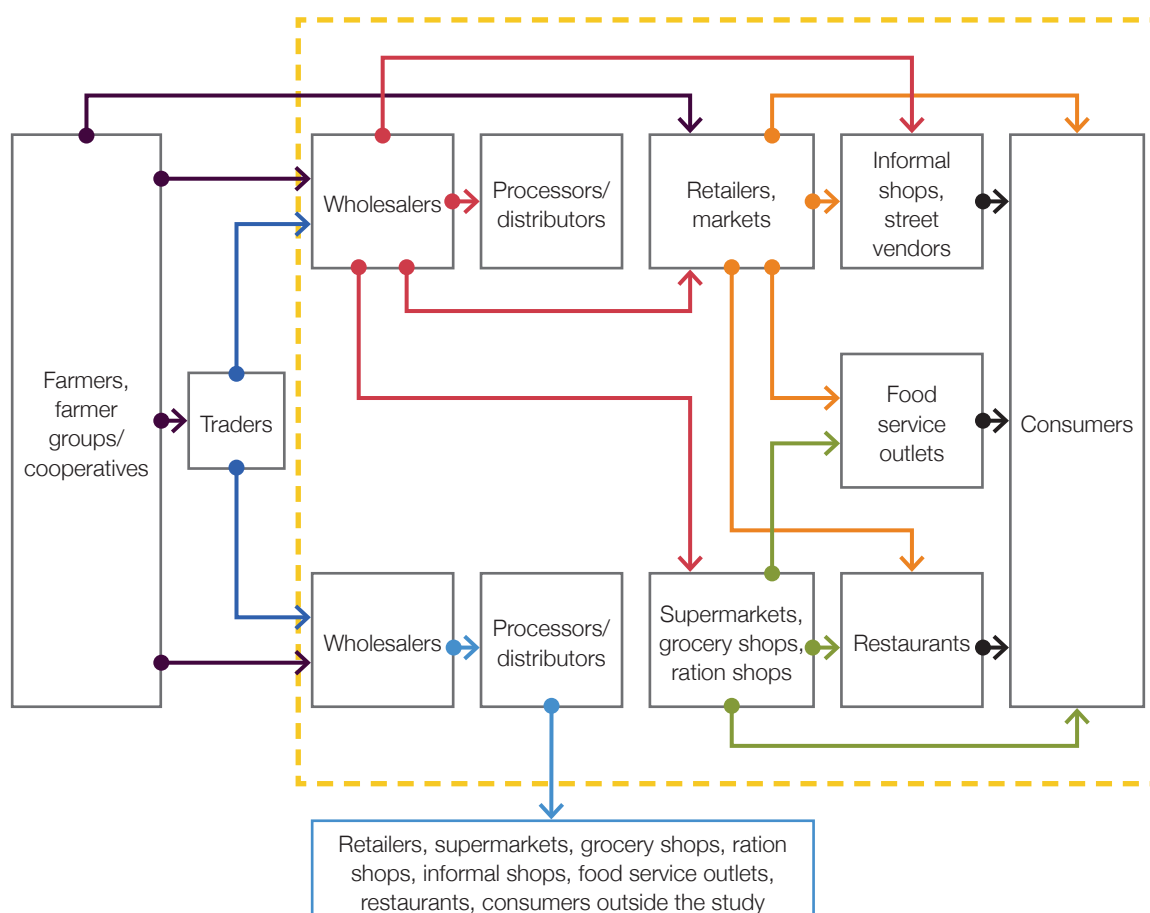 Farmers,
farmer
groups/
cooperatives
Traders
Wholesalers
Processors/
distributors
Retailers,
markets
Informal
shops,
street
vendors
Food
service
outlets
Consumers
Wholesalers
Processors/
distributors
Supermarkets,
grocery shops,
ration shops
Restaurants
Retailers, supermarkets, grocery shops, ration
shops, informal shops, food service outlets,
restaurants, consumers outside the study